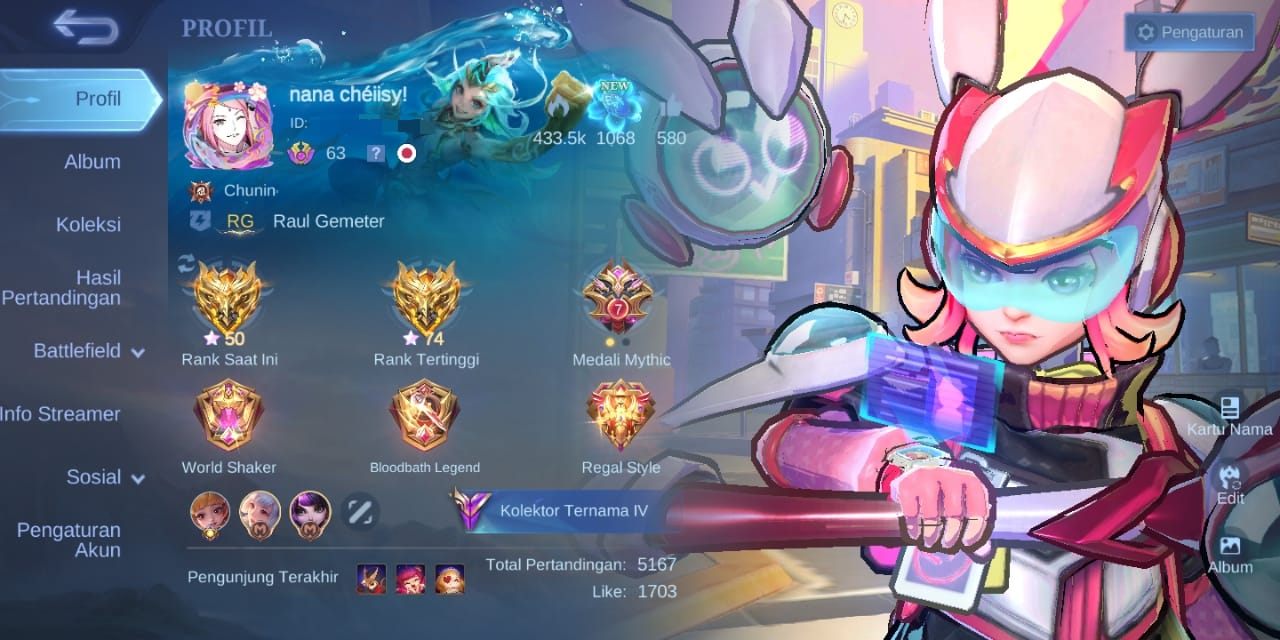 PROFIL
Pengaturan
Profil
Album
Koleksi
Hasil
Pertandingan
Battlefield
Info Streamer
Sosial
Pengaturan
Akun
nana chéiisy!
ID:
63
?
NEW
433.5k
1068
580
Chunin
RG
Raul Gemeter
50
Rank Saat Ini
74
Rank Tertinggi
7
Medali Mythic
World Shaker
Bloodbath Legend
Regal Style
M
M
Kolektor Ternama IV
Total Pertandingan: 5167
Like: 1703
Pengunjung Terakhir
Kartu Nama
Edit
Album